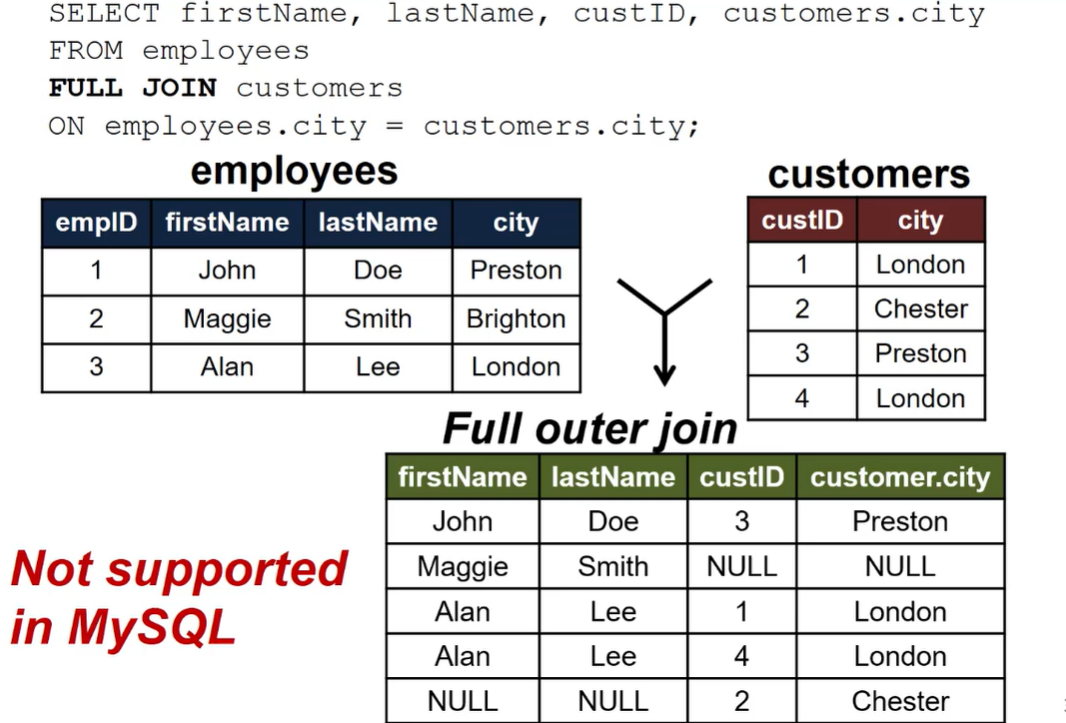 SELECT firstName, lastName, custID, customers.city
FROM employees
FULL JOIN customers
ON employees.city = customers.city;
employees
empID firstName lastName city
1 John Doe Preston
2 Maggie Smith Brighton
3 Alan Lee London
customers
custID city
1 London
2 Chester
3 Preston
4 London
Full outer join
firstName lastName custID customer.city
John Doe 3 Preston
Maggie Smith NULL NULL
Alan Lee 1 London
Alan Lee 4 London
NULL NULL 2 Chester
Not supported
in MySQL